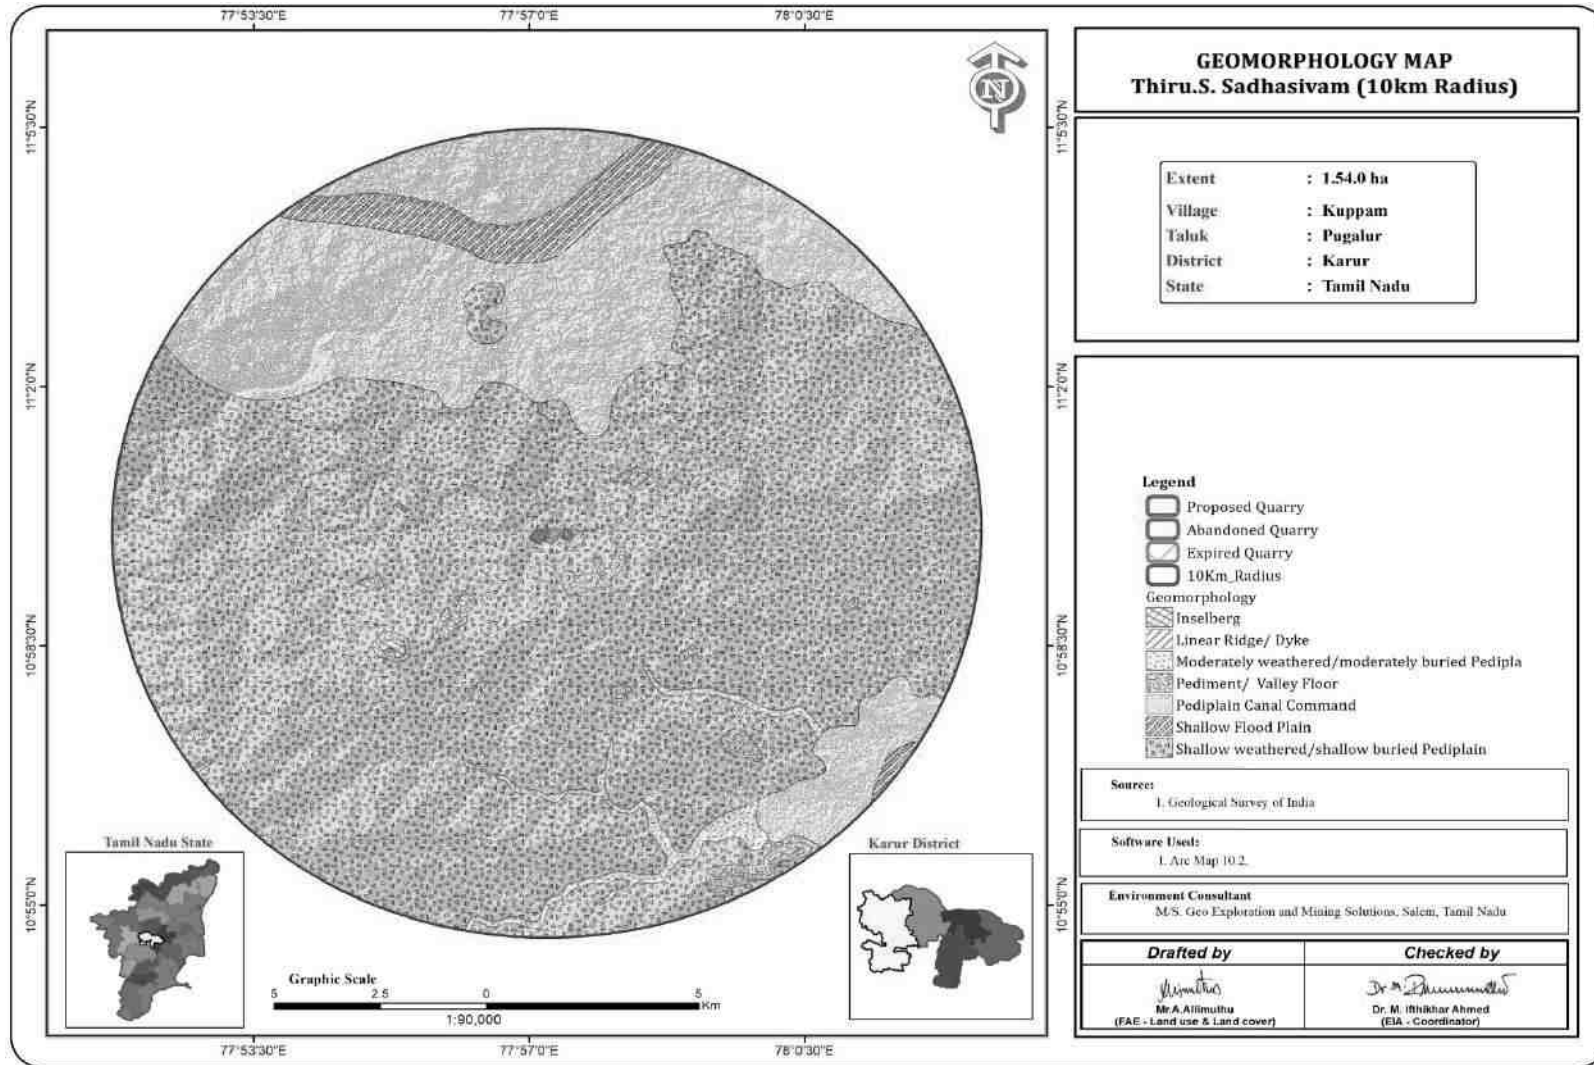 77°53'30"E
77°57'0"E
78°0'30"E
11°5'30"N
11°2'0"N
10°58'30"N
10°55'0"N
N
11°5'30"N
11°2'0"N
10°58'30"N
10°55'0"N
Tamil Nadu State
Karur District
Graphic Scale
5 2.5 0 5
Km
1:90,000
77°53'30"E
77°57'0"E
78°0'30"E
GEOMORPHOLOGY MAP
Thiru.S. Sadhasivam (10km Radius)
Extent : 1.54.0 ha
Village : Kuppam
Taluk : Pugalur
District : Karur
State : Tamil Nadu
Legend
Proposed Quarry
Abandoned Quarry
Expired Quarry
10Km_Radius
Geomorphology
Inselberg
Linear Ridge/ Dyke
Moderately weathered/moderately buried Pedipla
Pediment/ Valley Floor
Pediplain Canal Command
Shallow Flood Plain
Shallow weathered/shallow buried Pediplain
Source:
1. Geological Survey of India
Software Used:
1. Arc Map 10.2.
Environment Consultant
M/S. Geo Exploration and Mining Solutions, Salem, Tamil Nadu
Drafted by
Checked by
Mr.A.Allimuthu
(FAE - Land use & Land cover)
Dr. M. Ifthikhar Ahmed
(EIA - Coordinator)